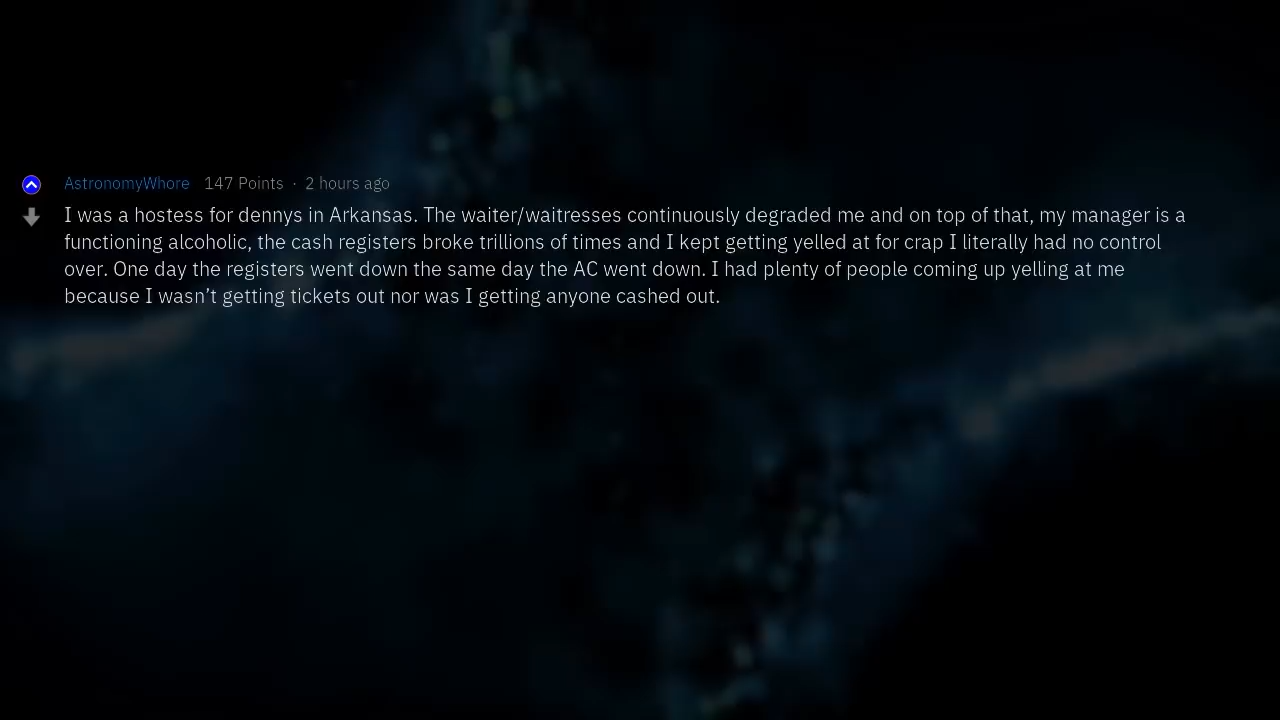 AstronomyWhore 147 Points · 2 hours ago
I was a hostess for dennys in Arkansas. The waiter/waitresses continuously degraded me and on top of that, my manager is a
functioning alcoholic, the cash registers broke trillions of times and I kept getting yelled at for crap I literally had no control
over. One day the registers went down the same day the AC went down. I had plenty of people coming up yelling at me
because I wasn’t getting tickets out nor was I getting anyone cashed out.